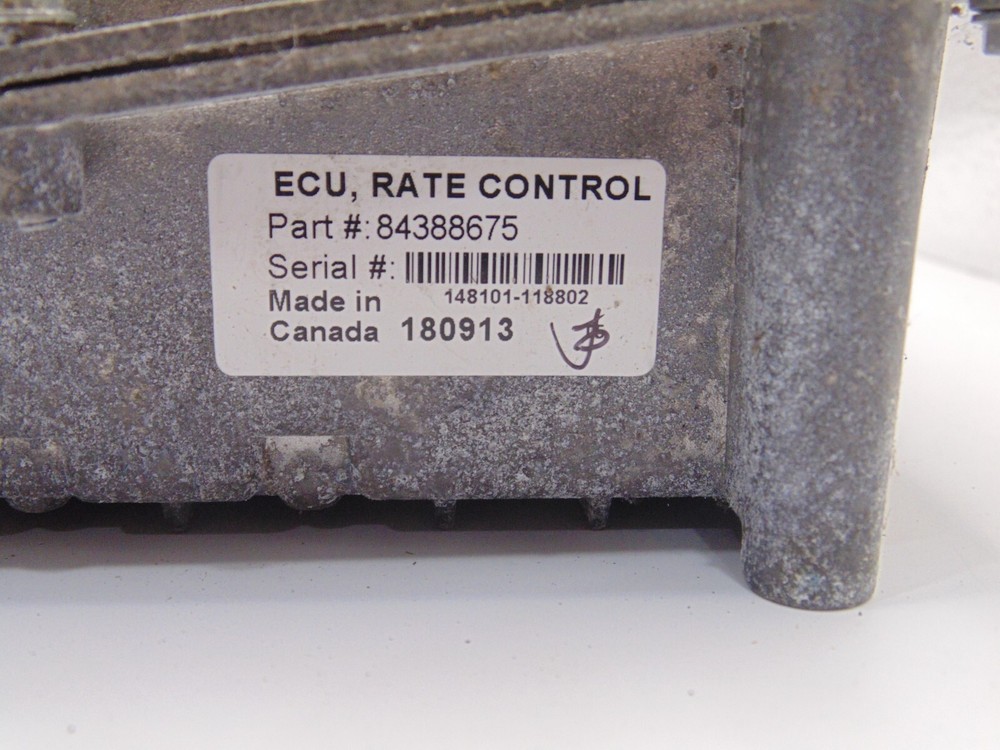 ECU, RATE CONTROL
Part #: 84388675
Serial #:
148101-118802
Made in
Canada 180913